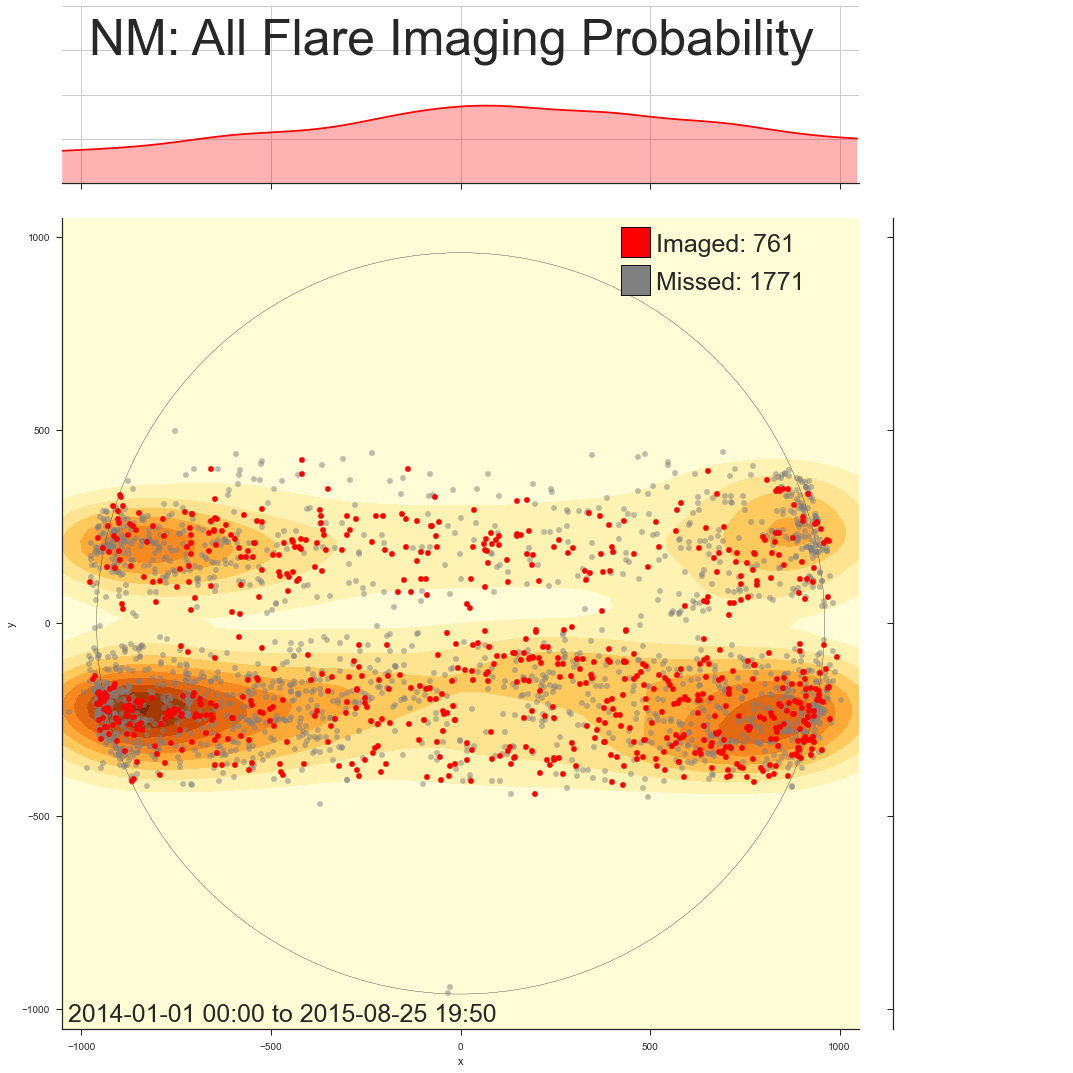 NM: All Flare Imaging Probability
1000
Imaged: 761
Missed: 1771
500
0
y
−500
−1000
2014-01-01 00:00 to 2015-08-25 19:50
−1000 −500 0 500 1000
x